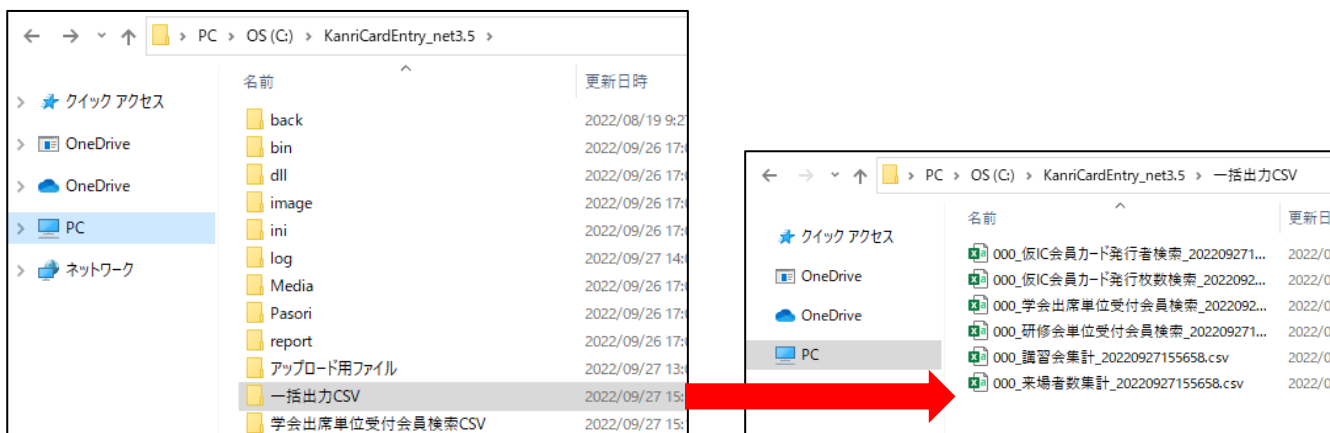 PC › OS (C:) › KanriCardEntry_net3.5 ›
名前 更新日時
クイック アクセス
OneDrive
OneDrive
PC
ネットワーク
back 2022/08/19 9:2
bin 2022/09/26 17:
dll 2022/09/26 17:
image 2022/09/26 17:
ini 2022/09/26 17:
log 2022/09/27 14:
Media 2022/09/26 17:
Pasori 2022/09/26 17:
report 2022/09/26 17:
アップロード用ファイル 2022/09/27 13:
一括出力CSV 2022/09/27 15:
学会出席単位受付会員検索CSV 2022/09/27 15:
PC › OS (C:) › KanriCardEntry_net3.5 › 一括出力CSV
名前 更新日
クイック アクセス
OneDrive
OneDrive
PC
000_仮IC会員カード発行者検索_202209271... 2022/0
000_仮IC会員カード発行枚数検索_2022092... 2022/0
000_学会出席単位受付会員検索_2022092... 2022/0
000_研修会単位受付会員検索_202209271... 2022/0
000_講習会集計_20220927155658.csv 2022/0
000_来場者数集計_20220927155658.csv 2022/0